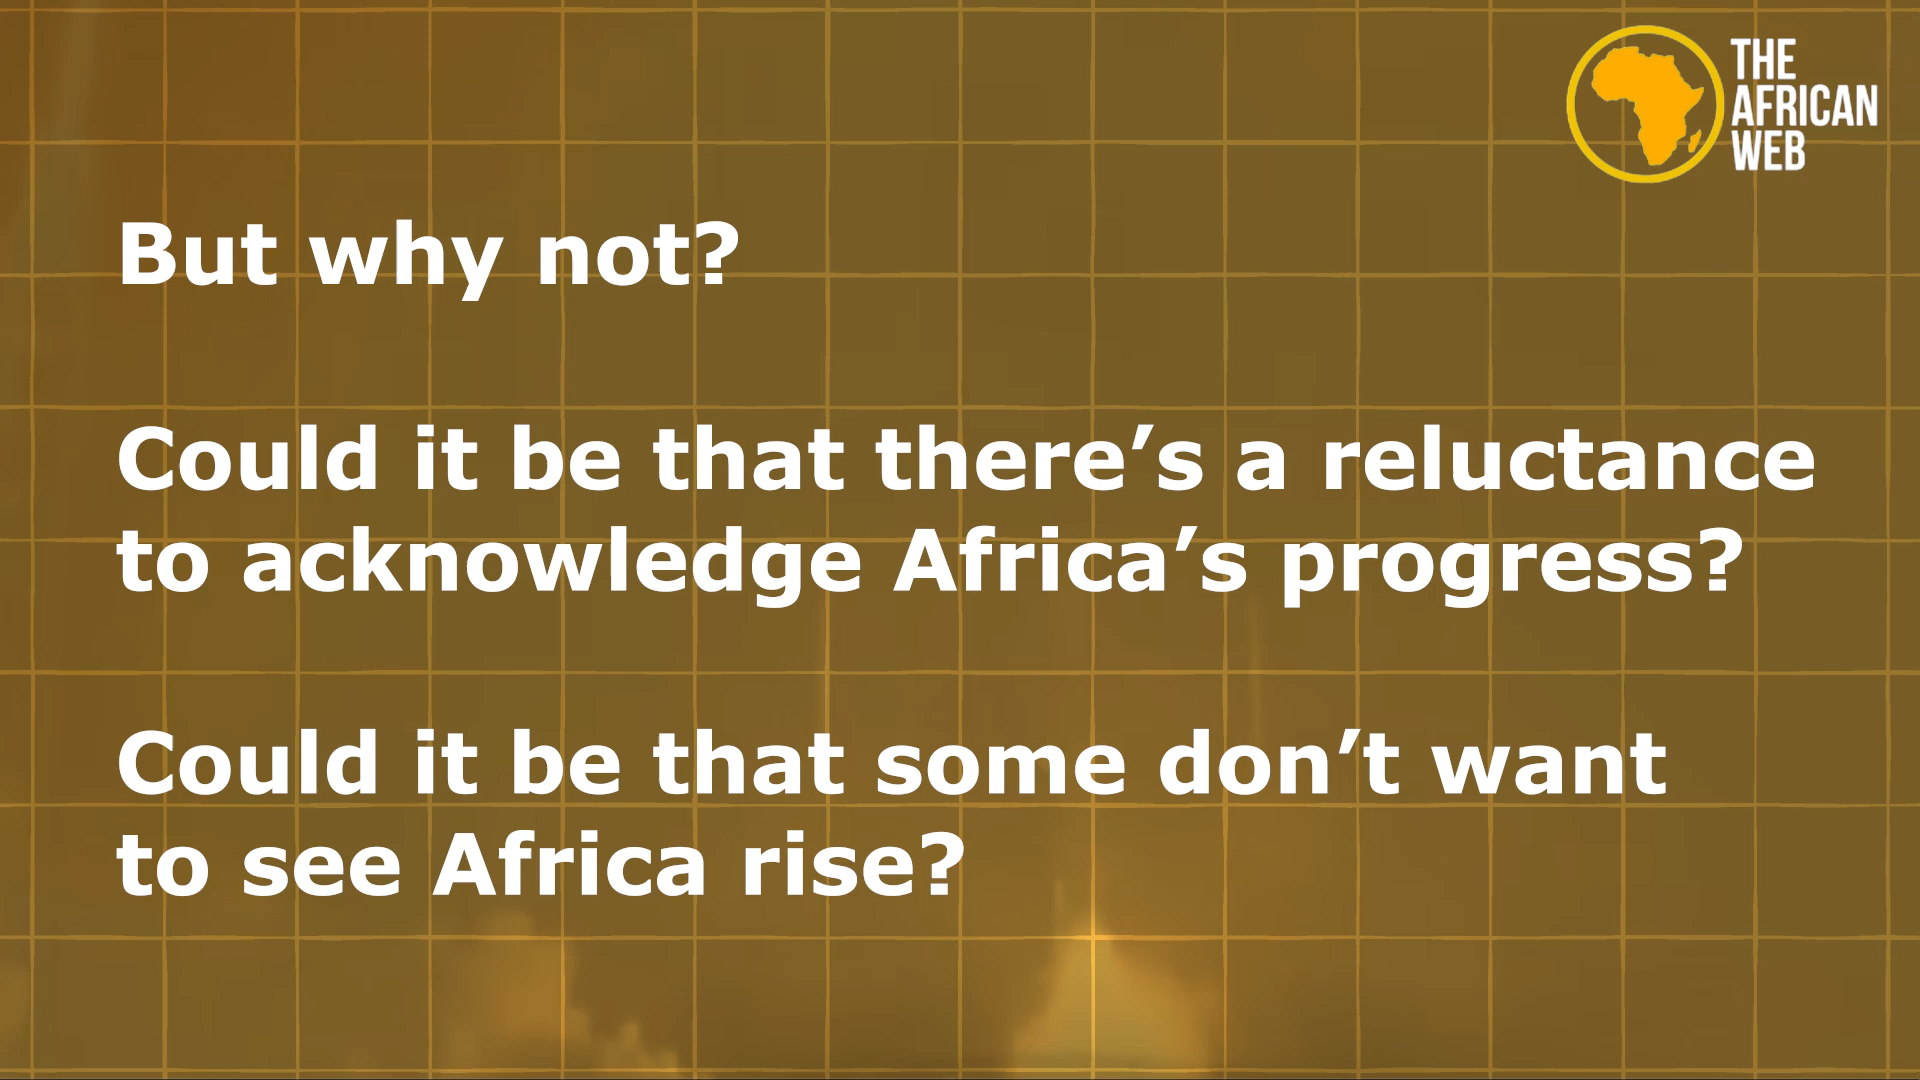 THE
AFRICAN
WEB
But why not?
Could it be that there’s a reluctance
to acknowledge Africa’s progress?
Could it be that some don’t want
to see Africa rise?